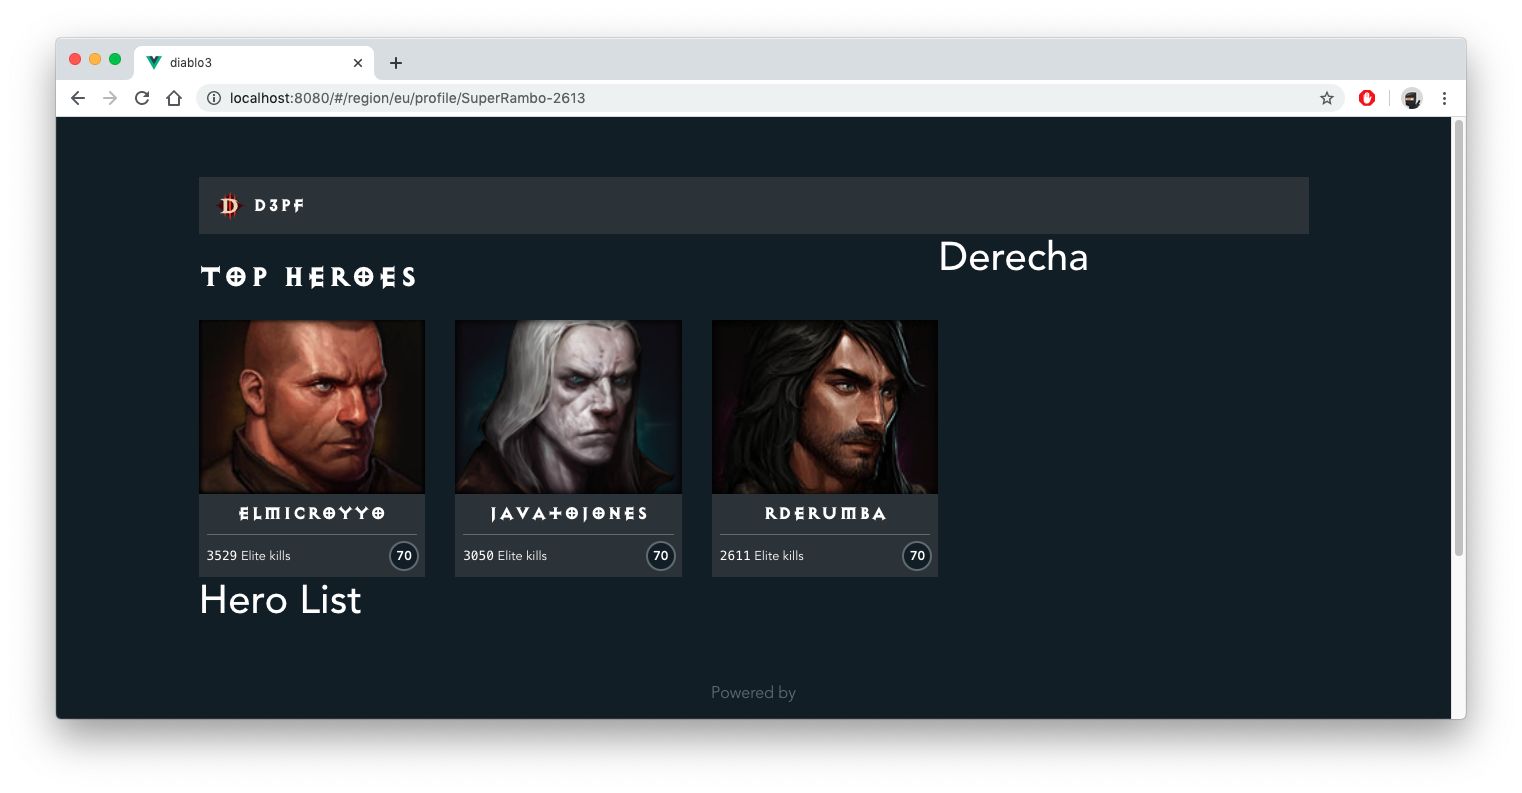 diablo3
localhost:8080/#/region/eu/profile/SuperRambo-2613
D D3PF
Derecha
TOP HEROES
ELMICROYYO
JAVATOJONES
RDERUMBA
3529 Elite kills 70
3050 Elite kills 70
2611 Elite kills 70
Hero List
Powered by